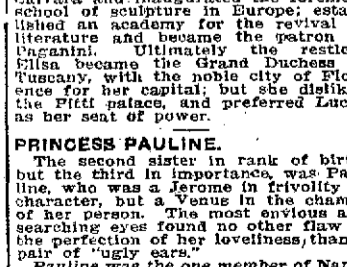 school of sculpture in Europe; esta
lished an academy for the revival
literature and became the patron
Paganini. Ultimately the restle
Elisa became the Grand Duchess
Tuscany, with the noble city of Flo
ence for her capital; but she dislik
the Pitti palace, and preferred Luc
as her seat of power.
PRINCESS PAULINE.
The second sister in rank of bir
but the third in importance, was Pa
line, who was a Jerome in frivolity
character, but a Venus in the cham
of her person. The most envious a
searching eyes found no other flaw
the perfection of her loveliness, than
pair of "ugly ears."
Pauline was the one member of Nap